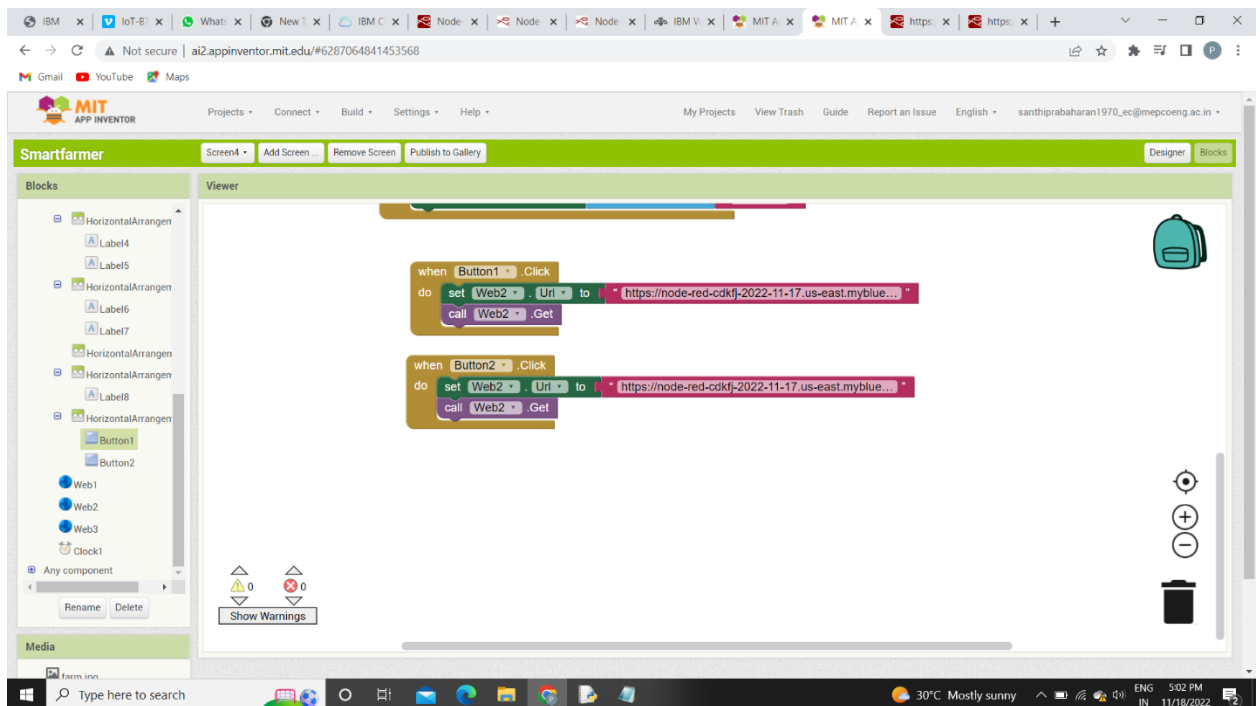 IBM IoT-B What New T IBM C Node- Node- Node- IBM W MIT A MIT A https: https:
Not secure ai2.appinventor.mit.edu/#6287064841453568 P
Gmail YouTube Maps
MIT APP INVENTOR Projects Connect Build Settings Help My Projects View Trash Guide Report an Issue English santhiprabaharan1970_ec@mepcoeng.ac.in
Smartfarmer Screen4 Add Screen ... Remove Screen Publish to Gallery Designer Blocks
Blocks Viewer
HorizontalArrangem
Label4
Label5
HorizontalArrangem
Label6
Label7
HorizontalArrangem
HorizontalArrangem
Label8
HorizontalArrangem
Button1
Button2
Web1
Web2
Web3
Clock1
Any component
Rename Delete
Media
when Button1 .Click
do set Web2 . Url to " https://node-red-cdkfj-2022-11-17.us-east.myblue... "
call Web2 .Get
when Button2 .Click
do set Web2 . Url to " https://node-red-cdkfj-2022-11-17.us-east.myblue... "
call Web2 .Get
0 0
Show Warnings
Type here to search 30°C Mostly sunny ENG IN 5:02 PM 11/18/2022 2